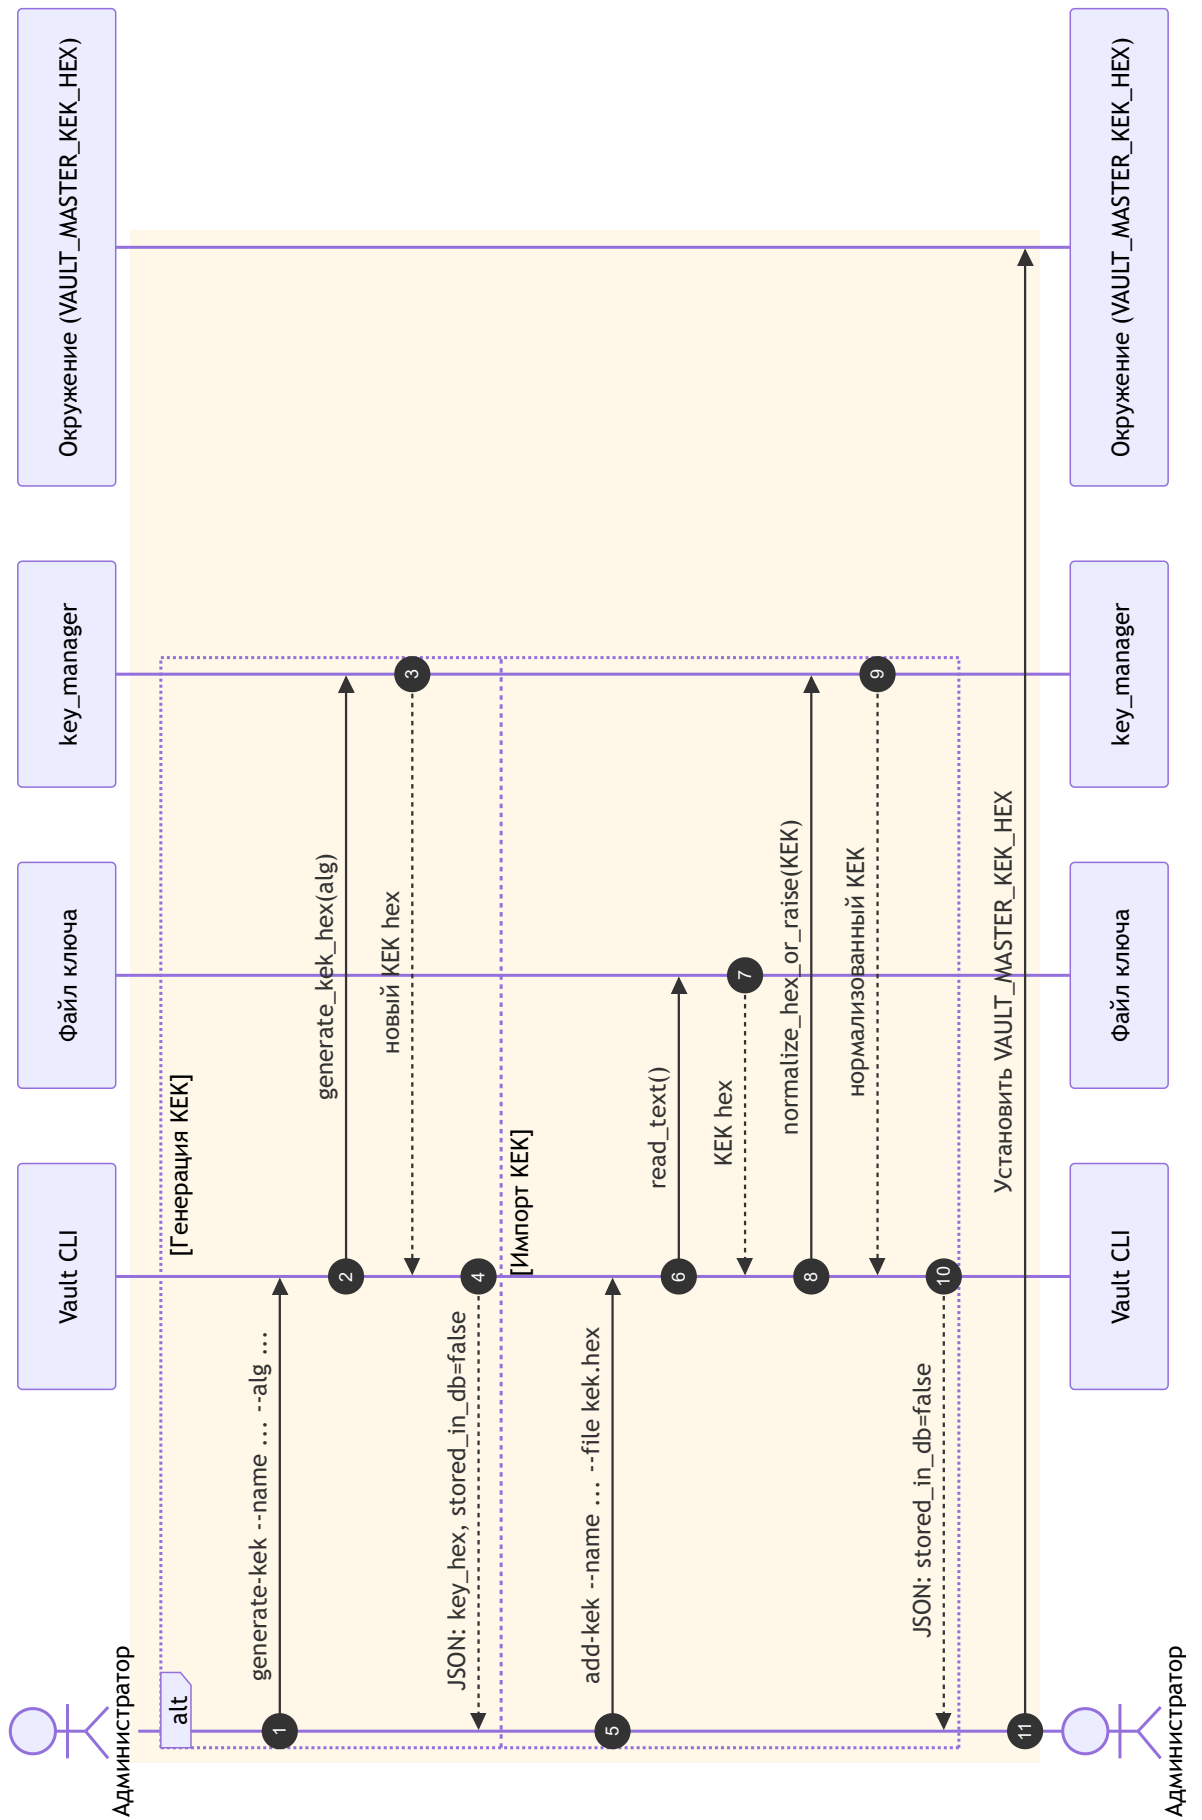 Администратор
Vault CLI
Файл ключа
key_manager
Окружение (VAULT_MASTER_KEK_HEX)
alt
[Генерация KEK]
generate-kek --name ... --alg ...
1
generate_kek_hex(alg)
2
новый KEK hex
3
JSON: key_hex, stored_in_db=false
4
[Импорт KEK]
add-kek --name ... --file kek.hex
5
read_text()
6
KEK hex
7
normalize_hex_or_raise(KEK)
8
нормализованный KEK
9
JSON: stored_in_db=false
10
Установить VAULT_MASTER_KEK_HEX
11
Администратор
Vault CLI
Файл ключа
key_manager
Окружение (VAULT_MASTER_KEK_HEX)